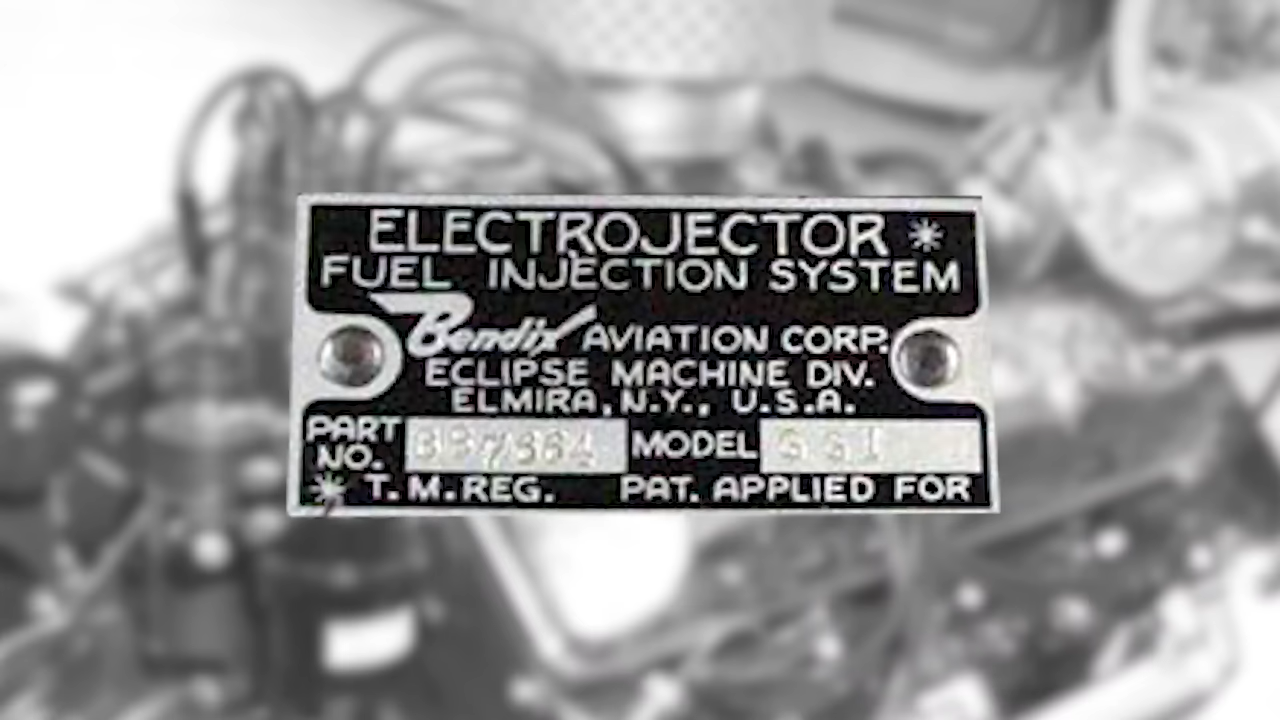 ELECTROJECTOR *
FUEL INJECTION SYSTEM
Bendix AVIATION CORP.
ECLIPSE MACHINE DIV.
ELMIRA, N.Y., U.S.A.
PART NO. MODEL
* T.M.REG. PAT. APPLIED FOR